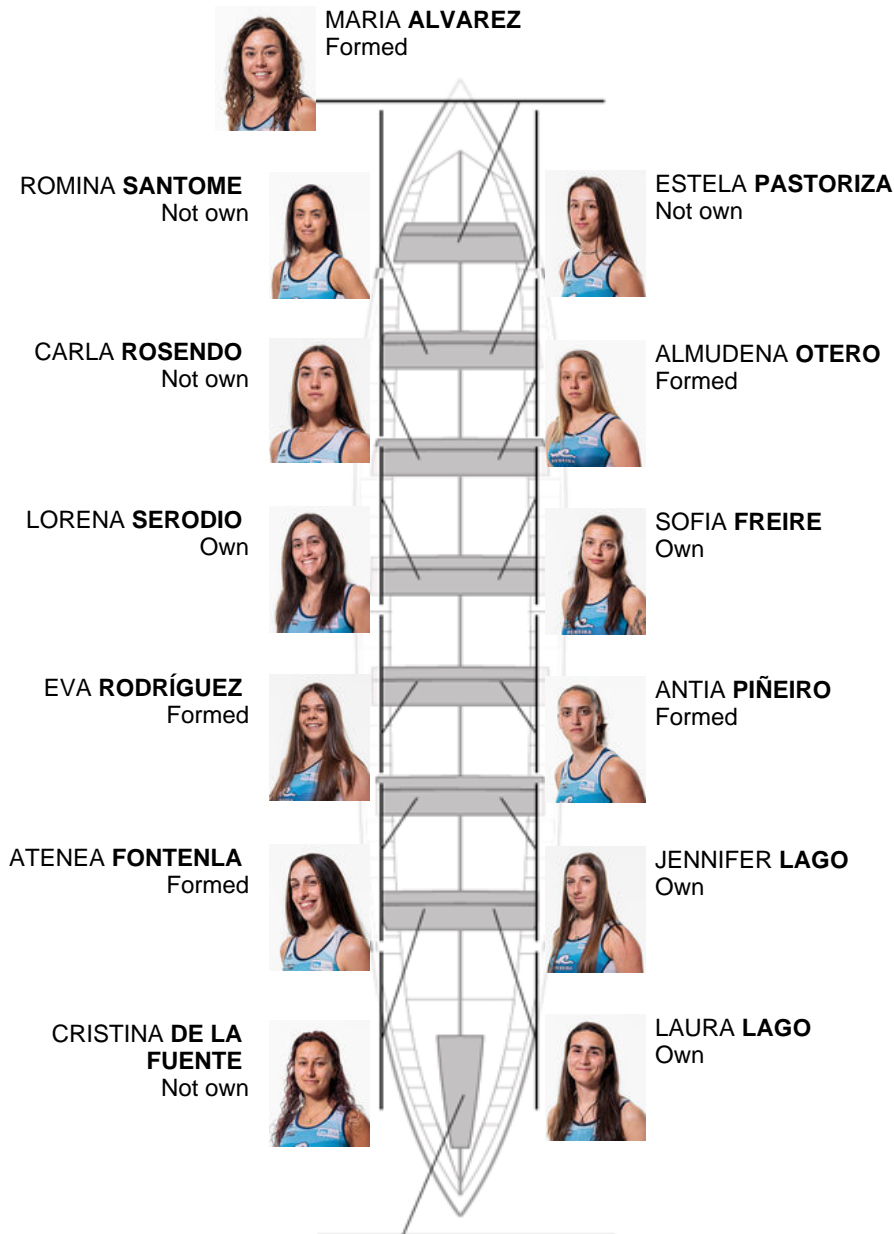 MARIA ALVAREZ
Formed
ROMINA SANTOME
Not own
ESTELA PASTORIZA
Not own
CARLA ROSENDO
Not own
ALMUDENA OTERO
Formed
LORENA SERODIO
Own
SOFIA FREIRE
Own
EVA RODRÍGUEZ
Formed
ANTIA PIÑEIRO
Formed
ATENEA FONTENLA
Formed
JENNIFER LAGO
Own
CRISTINA DE LA
FUENTE
Not own
LAURA LAGO
Own